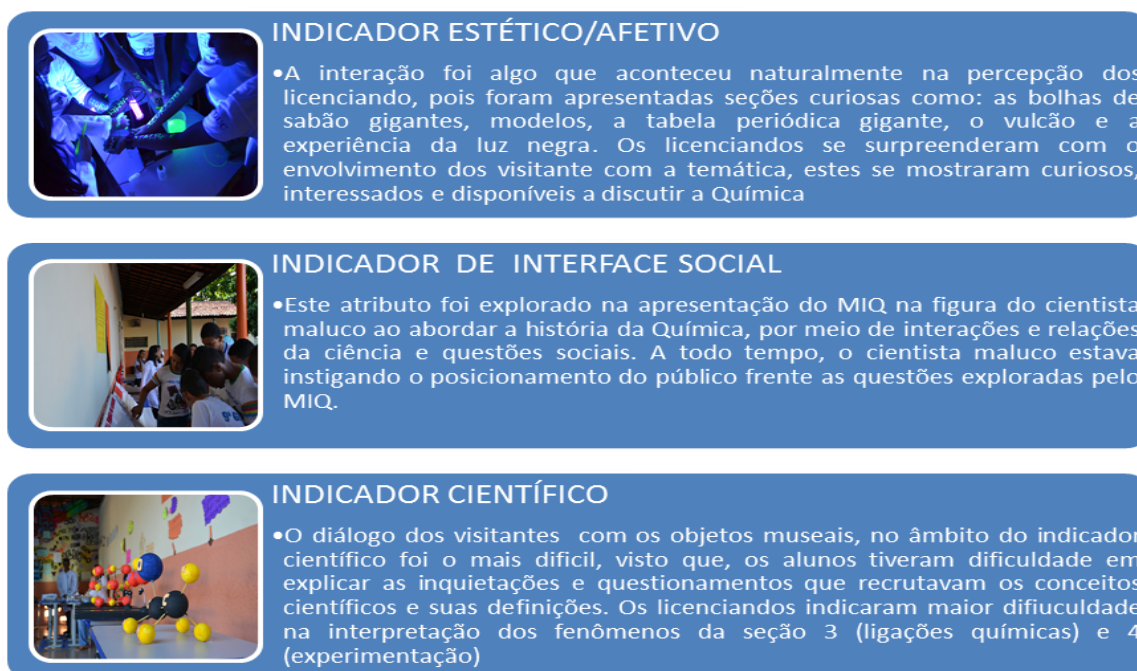 INDICADOR ESTÉTICO/AFETIVO
•A interação foi algo que aconteceu naturalmente na percepção dos
licenciando, pois foram apresentadas seções curiosas como: as bolhas de
sabão gigantes, modelos, a tabela periódica gigante, o vulcão e a
experiência da luz negra. Os licenciandos se surpreenderam com o
envolvimento dos visitante com a temática, estes se mostraram curiosos,
interessados e disponíveis a discutir a Química
INDICADOR DE INTERFACE SOCIAL
•Este atributo foi explorado na apresentação do MIQ na figura do cientista
maluco ao abordar a história da Química, por meio de interações e relações
da ciência e questões sociais. A todo tempo, o cientista maluco estava
instigando o posicionamento do público frente as questões exploradas pelo
MIQ.
INDICADOR CIENTÍFICO
•O diálogo dos visitantes com os objetos museais, no âmbito do indicador
científico foi o mais dificil, visto que, os alunos tiveram dificuldade em
explicar as inquietações e questionamentos que recrutavam os conceitos
científicos e suas definições. Os licenciandos indicaram maior difiuculdade
na interpretação dos fenômenos da seção 3 (ligações químicas) e 4
(experimentação)